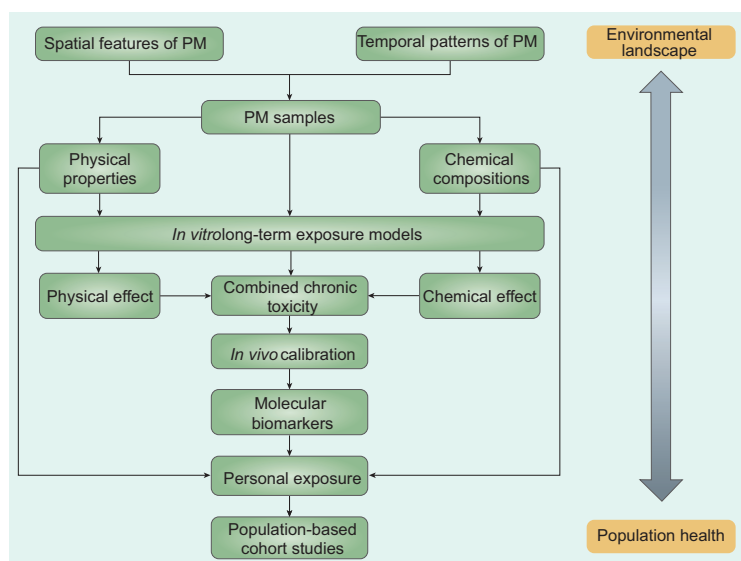 Spatial features of PM
Temporal patterns of PM
Environmental
landscape
PM samples
Physical
properties
Chemical
compositions
In vitrolong-term exposure models
Physical effect
Combined chronic
toxicity
Chemical effect
In vivo calibration
Molecular
biomarkers
Personal exposure
Population-based
cohort studies
Population health